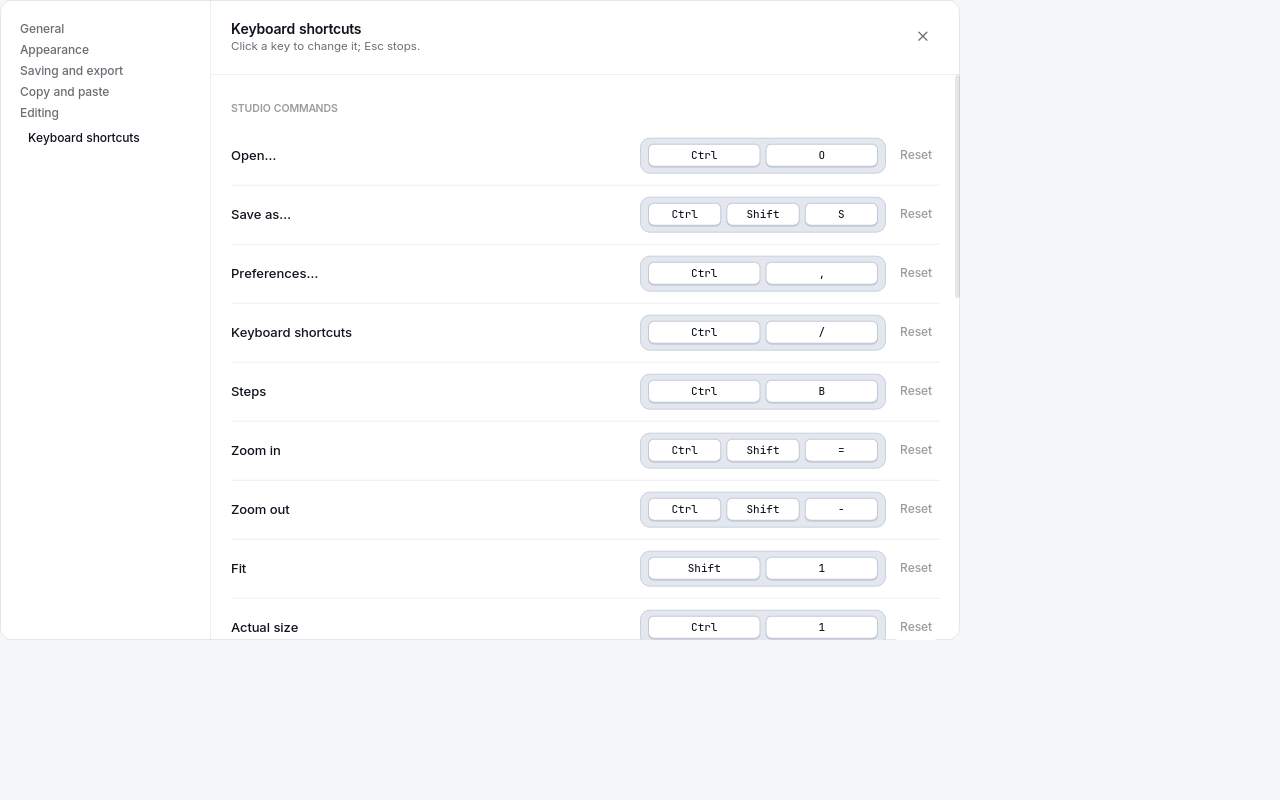 General
Appearance
Saving and export
Copy and paste
Editing
Keyboard shortcuts
Keyboard shortcuts
Click a key to change it; Esc stops.
STUDIO COMMANDS
Open... Ctrl O Reset
Save as... Ctrl Shift S Reset
Preferences... Ctrl , Reset
Keyboard shortcuts Ctrl / Reset
Steps Ctrl B Reset
Zoom in Ctrl Shift = Reset
Zoom out Ctrl Shift - Reset
Fit Shift 1 Reset
Actual size Ctrl 1 Reset